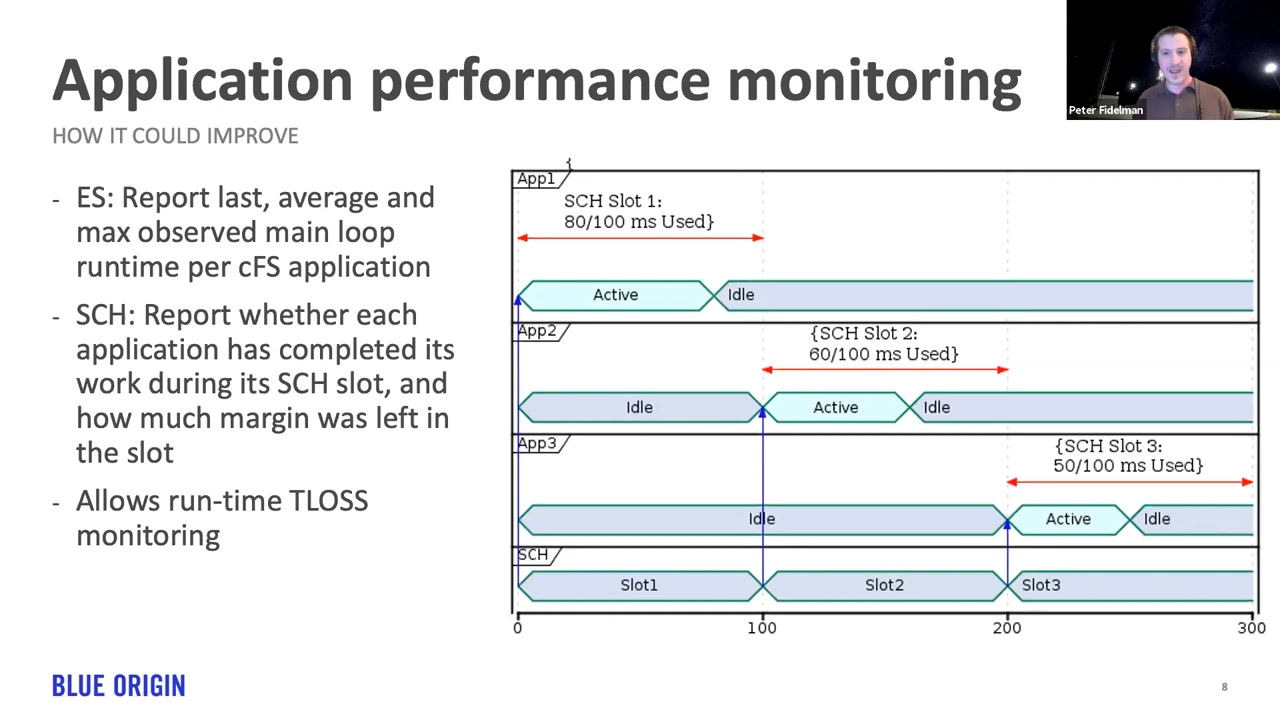 Application performance monitoring
HOW IT COULD IMPROVE
Peter Fidelman
- ES: Report last, average and
max observed main loop
runtime per cFS application
- SCH: Report whether each
application has completed its
work during its SCH slot, and
how much margin was left in
the slot
- Allows run-time TLOSS
monitoring
{
App1
SCH Slot 1:
80/100 ms Used}
Active
Idle
App2
{SCH Slot 2:
60/100 ms Used}
Idle
Active
Idle
App3
{SCH Slot 3:
50/100 ms Used}
Idle
Active
Idle
SCH
Slot1
Slot2
Slot3
0
100
200
300
BLUE ORIGIN
8